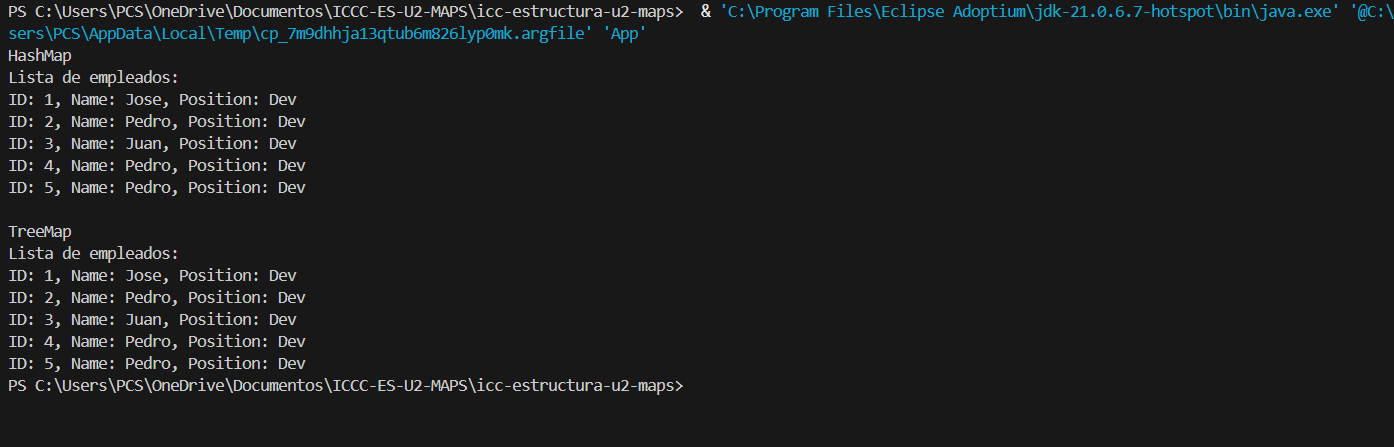 PS C:\Users\PCS\OneDrive\Documentos\ICCC-ES-U2-MAPS\icc-estructura-u2-maps>  & 'C:\Program Files\Eclipse Adoptium\jdk-21.0.6.7-hotspot\bin\java.exe' '@C:\
sers\PCS\AppData\Local\Temp\cp_7m9dhhja13qtub6m826lyp0mk.argfile' 'App'
HashMap
Lista de empleados:
ID: 1, Name: Jose, Position: Dev
ID: 2, Name: Pedro, Position: Dev
ID: 3, Name: Juan, Position: Dev
ID: 4, Name: Pedro, Position: Dev
ID: 5, Name: Pedro, Position: Dev

TreeMap
Lista de empleados:
ID: 1, Name: Jose, Position: Dev
ID: 2, Name: Pedro, Position: Dev
ID: 3, Name: Juan, Position: Dev
ID: 4, Name: Pedro, Position: Dev
ID: 5, Name: Pedro, Position: Dev
PS C:\Users\PCS\OneDrive\Documentos\ICCC-ES-U2-MAPS\icc-estructura-u2-maps>